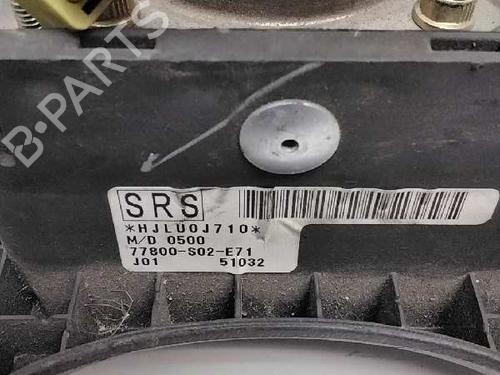 B-PARTS
SRS
*HJLU0J710*
M/D 0500
77800-S02-E71
J01 51032